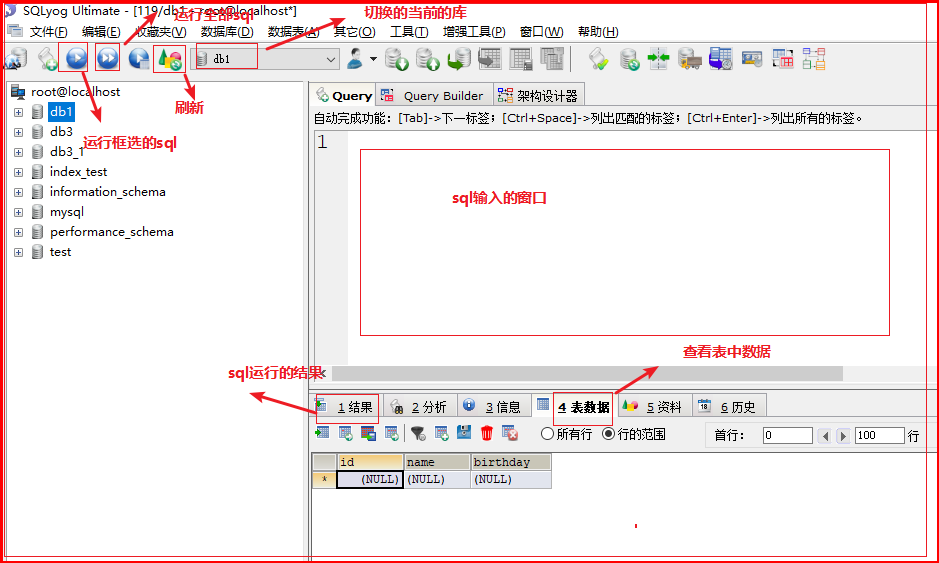 SQLyog Ultimate - [119/db1 - root@localhost*]
运行全部sql
切换的当前的库
文件(F) 编辑(E) 收藏夹(V) 数据库(D) 数据表(A) 其它(O) 工具(T) 增强工具(P) 窗口(W) 帮助(H)
db1
root@localhost
刷新
运行框选的sql
db1
db3
db3_1
index_test
information_schema
mysql
performance_schema
test
Query Query Builder 架构设计器
自动完成功能：[Tab]->下一标签；[Ctrl+Space]->列出匹配的标签；[Ctrl+Enter]->列出所有的标签。
1
sql输入的窗口
查看表中数据
sql运行的结果
1 结果 2 分析 3 信息 4 表数据 5 资料 6 历史
所有行 行的范围 首行： 0 100 行
id name birthday
* (NULL) (NULL) (NULL)